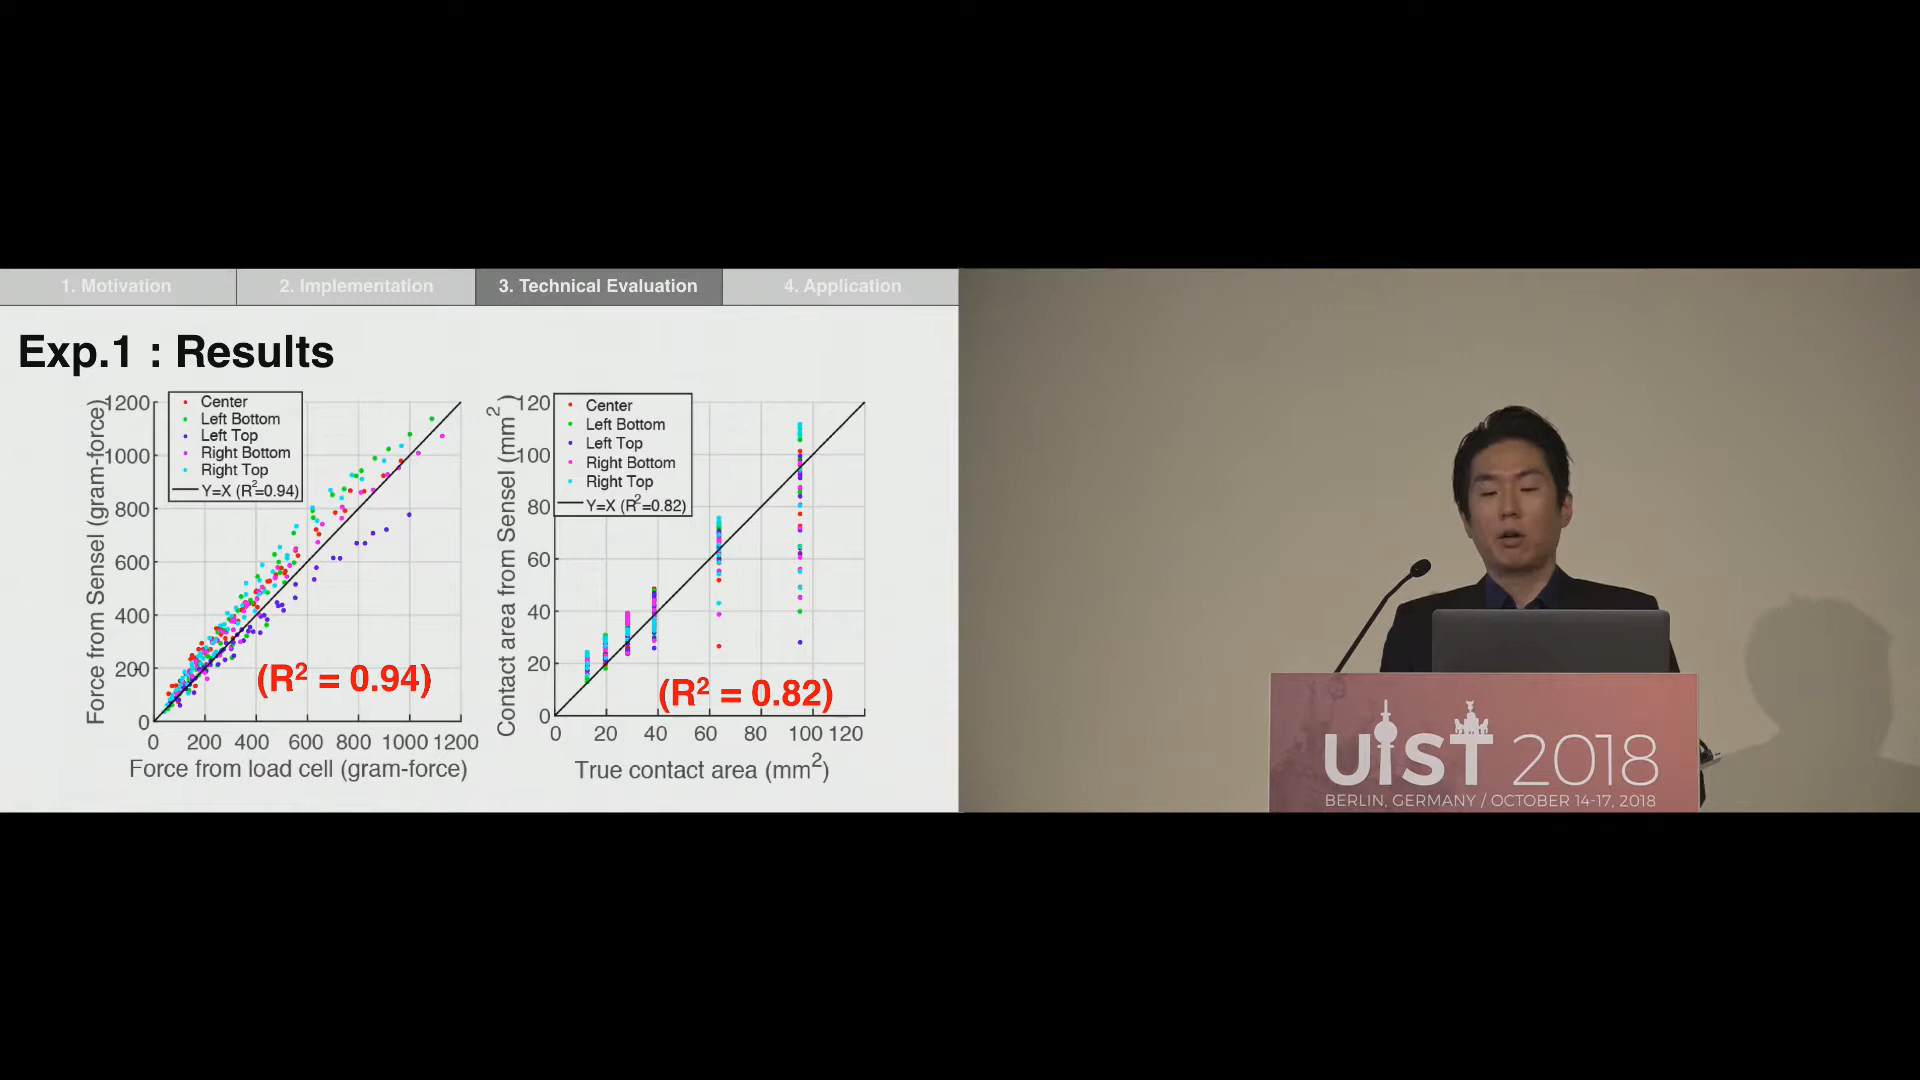 1. Motivation
2. Implementation
3. Technical Evaluation
4. Application
Exp.1 : Results
Force from Sensel (gram-force)
1200
1000
800
600
400
200
0
Center
Left Bottom
Left Top
Right Bottom
Right Top
Y=X (R²=0.94)
(R² = 0.94)
0 200 400 600 800 1000 1200
Force from load cell (gram-force)
Contact area from Sensel (mm²)
120
100
80
60
40
20
0
Center
Left Bottom
Left Top
Right Bottom
Right Top
Y=X (R²=0.82)
(R² = 0.82)
0 20 40 60 80 100 120
True contact area (mm²)
UIST 2018
BERLIN, GERMANY / OCTOBER 14-17, 2018